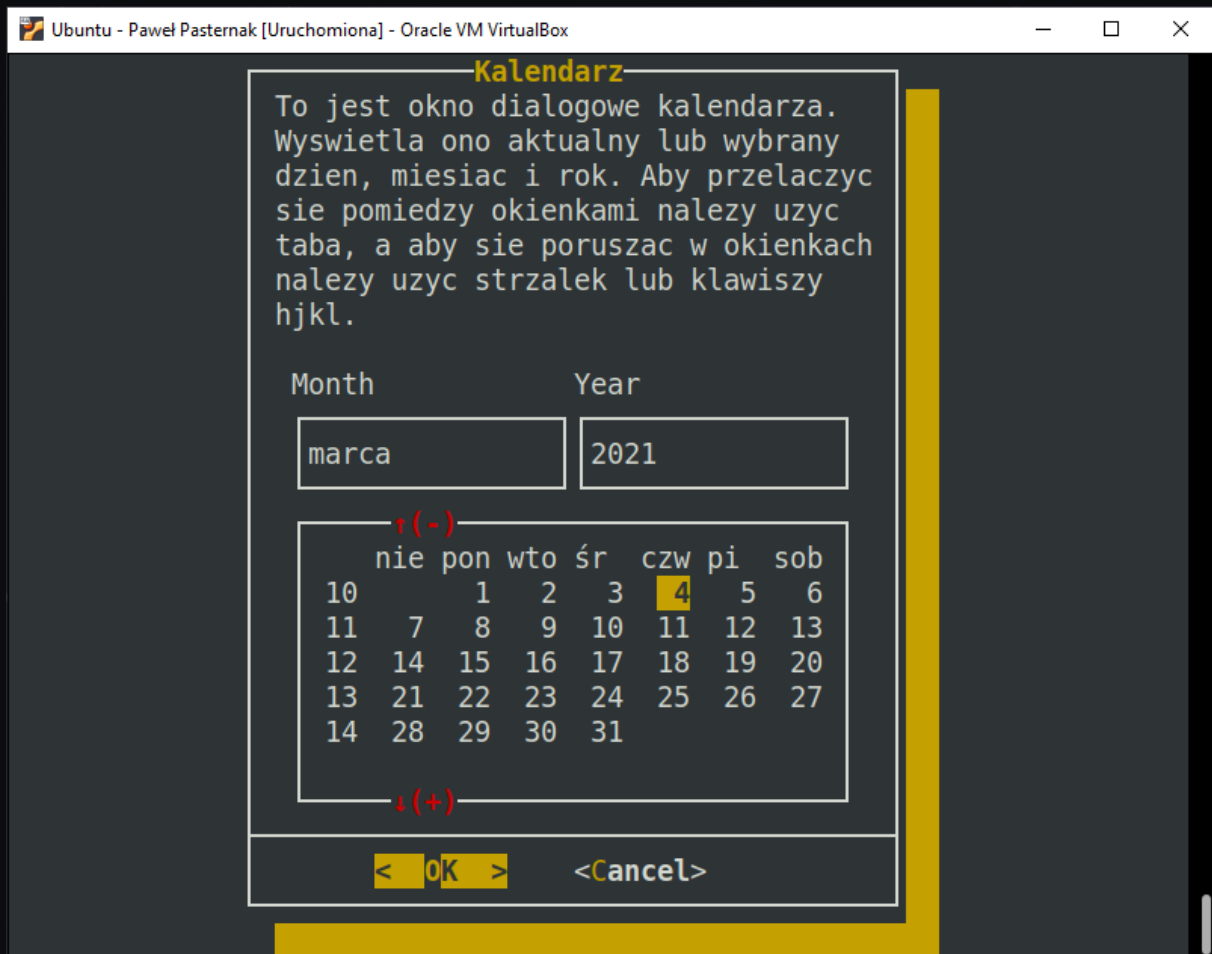 Ubuntu - Paweł Pasternak [Uruchomiona] - Oracle VM VirtualBox
Kalendarz
To jest okno dialogowe kalendarza.
Wyswietla ono aktualny lub wybrany
dzien, miesiac i rok. Aby przelaczyc
sie pomiedzy okienkami nalezy uzyc
taba, a aby sie poruszac w okienkach
nalezy uzyc strzalek lub klawiszy
hjkl.
Month Year
marca 2021
↑(-)
nie pon wto śr czw pi sob
10 1 2 3 4 5 6
11 7 8 9 10 11 12 13
12 14 15 16 17 18 19 20
13 21 22 23 24 25 26 27
14 28 29 30 31
↓(+)
< OK > <Cancel>